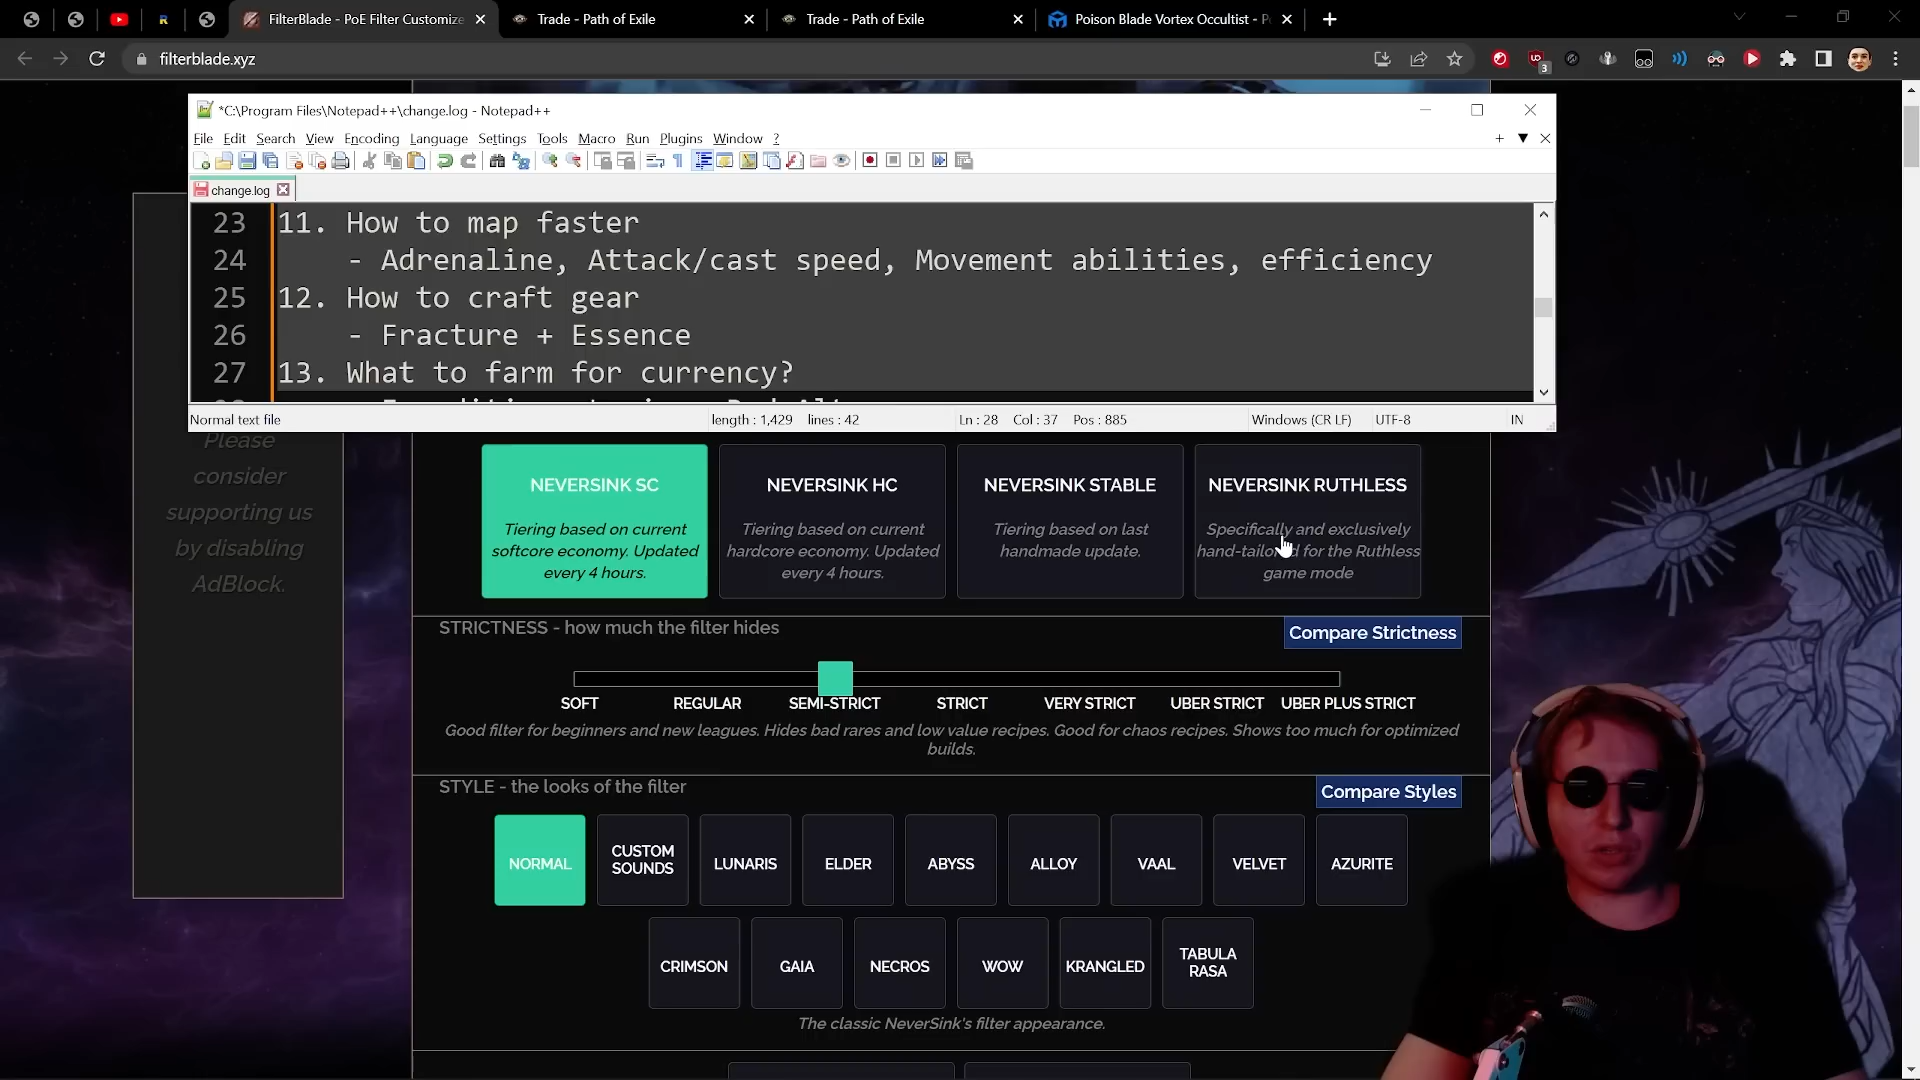 FilterBlade - PoE Filter Customize
Trade - Path of Exile
Trade - Path of Exile
Poison Blade Vortex Occultist - P
filterblade.xyz
3
*C:\Program Files\Notepad++\change.log - Notepad++
File Edit Search View Encoding Language Settings Tools Macro Run Plugins Window ?
change.log
23 11. How to map faster
24 - Adrenaline, Attack/cast speed, Movement abilities, efficiency
25 12. How to craft gear
26 - Fracture + Essence
27 13. What to farm for currency?
Normal text file length : 1,429 lines : 42 Ln : 28 Col : 37 Pos : 885 Windows (CR LF) UTF-8 IN
Please
consider
supporting us
by disabling
AdBlock.
NEVERSINK SC
Tiering based on current
softcore economy. Updated
every 4 hours.
NEVERSINK HC
Tiering based on current
hardcore economy. Updated
every 4 hours.
NEVERSINK STABLE
Tiering based on last
handmade update.
NEVERSINK RUTHLESS
Specifically and exclusively
hand-tailored for the Ruthless
game mode
STRICTNESS - how much the filter hides
Compare Strictness
SOFT REGULAR SEMI-STRICT STRICT VERY STRICT UBER STRICT UBER PLUS STRICT
Good filter for beginners and new leagues. Hides bad rares and low value recipes. Good for chaos recipes. Shows too much for optimized
builds.
STYLE - the looks of the filter
Compare Styles
NORMAL
CUSTOM
SOUNDS
LUNARIS
ELDER
ABYSS
ALLOY
VAAL
VELVET
AZURITE
CRIMSON
GAIA
NECROS
WOW
KRANGLED
TABULA
RASA
The classic NeverSink's filter appearance.